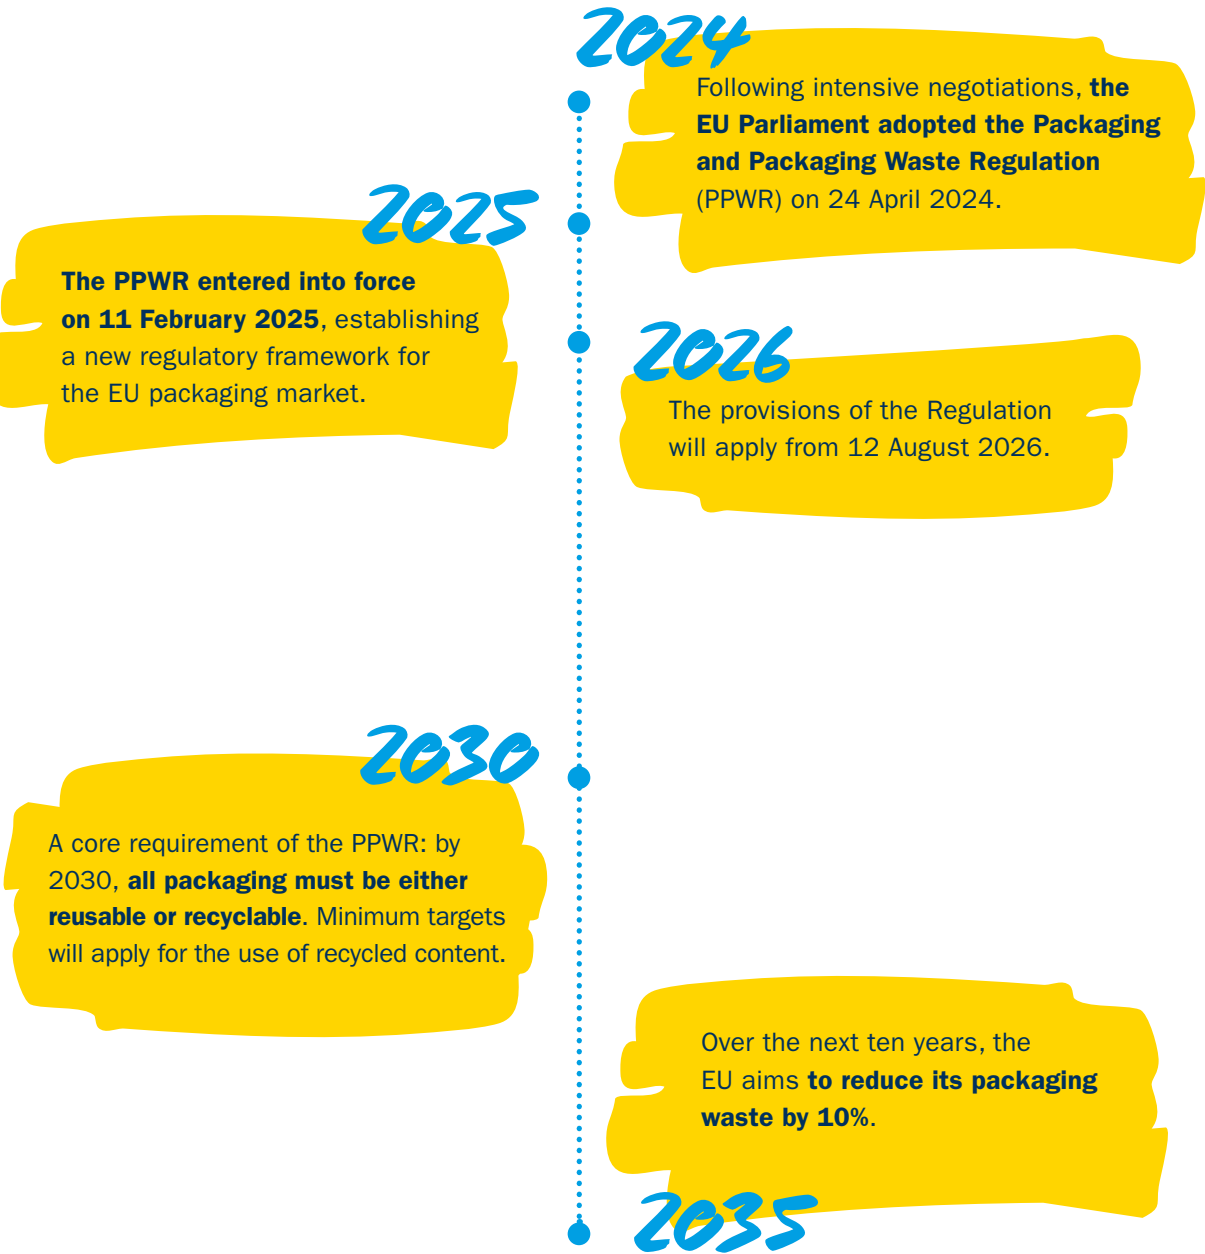 2024
Following intensive negotiations, the
EU Parliament adopted the Packaging
and Packaging Waste Regulation
(PPWR) on 24 April 2024.
2025
The PPWR entered into force
on 11 February 2025, establishing
a new regulatory framework for
the EU packaging market.
2026
The provisions of the Regulation
will apply from 12 August 2026.
2030
A core requirement of the PPWR: by
2030, all packaging must be either
reusable or recyclable. Minimum targets
will apply for the use of recycled content.
Over the next ten years, the
EU aims to reduce its packaging
waste by 10%.
2035